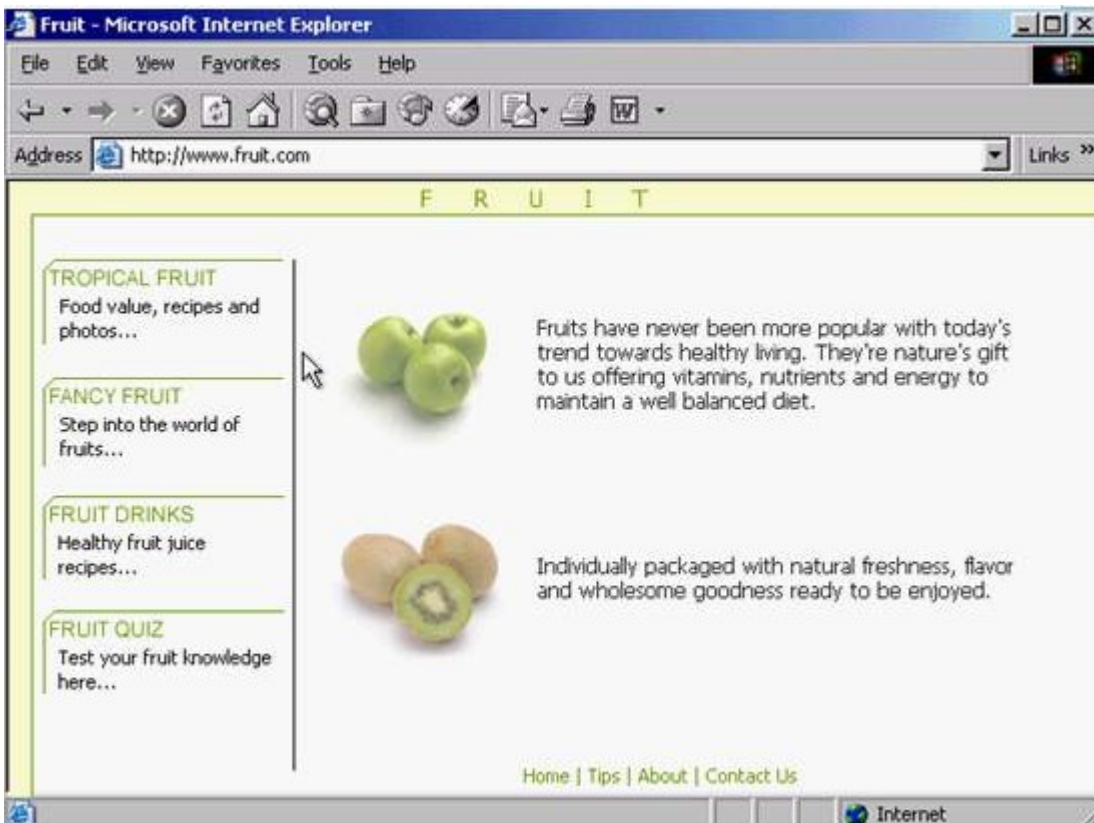 Fruit - Microsoft Internet Explorer
File Edit View Favorites Tools Help
W
Address http://www.fruit.com Links »
F R U I T
TROPICAL FRUIT
Food value, recipes and
photos...
FANCY FRUIT
Step into the world of
fruits...
FRUIT DRINKS
Healthy fruit juice
recipes...
FRUIT QUIZ
Test your fruit knowledge
here...
Fruits have never been more popular with today's
trend towards healthy living. They're nature's gift
to us offering vitamins, nutrients and energy to
maintain a well balanced diet.
Individually packaged with natural freshness, flavor
and wholesome goodness ready to be enjoyed.
Home | Tips | About | Contact Us
Internet